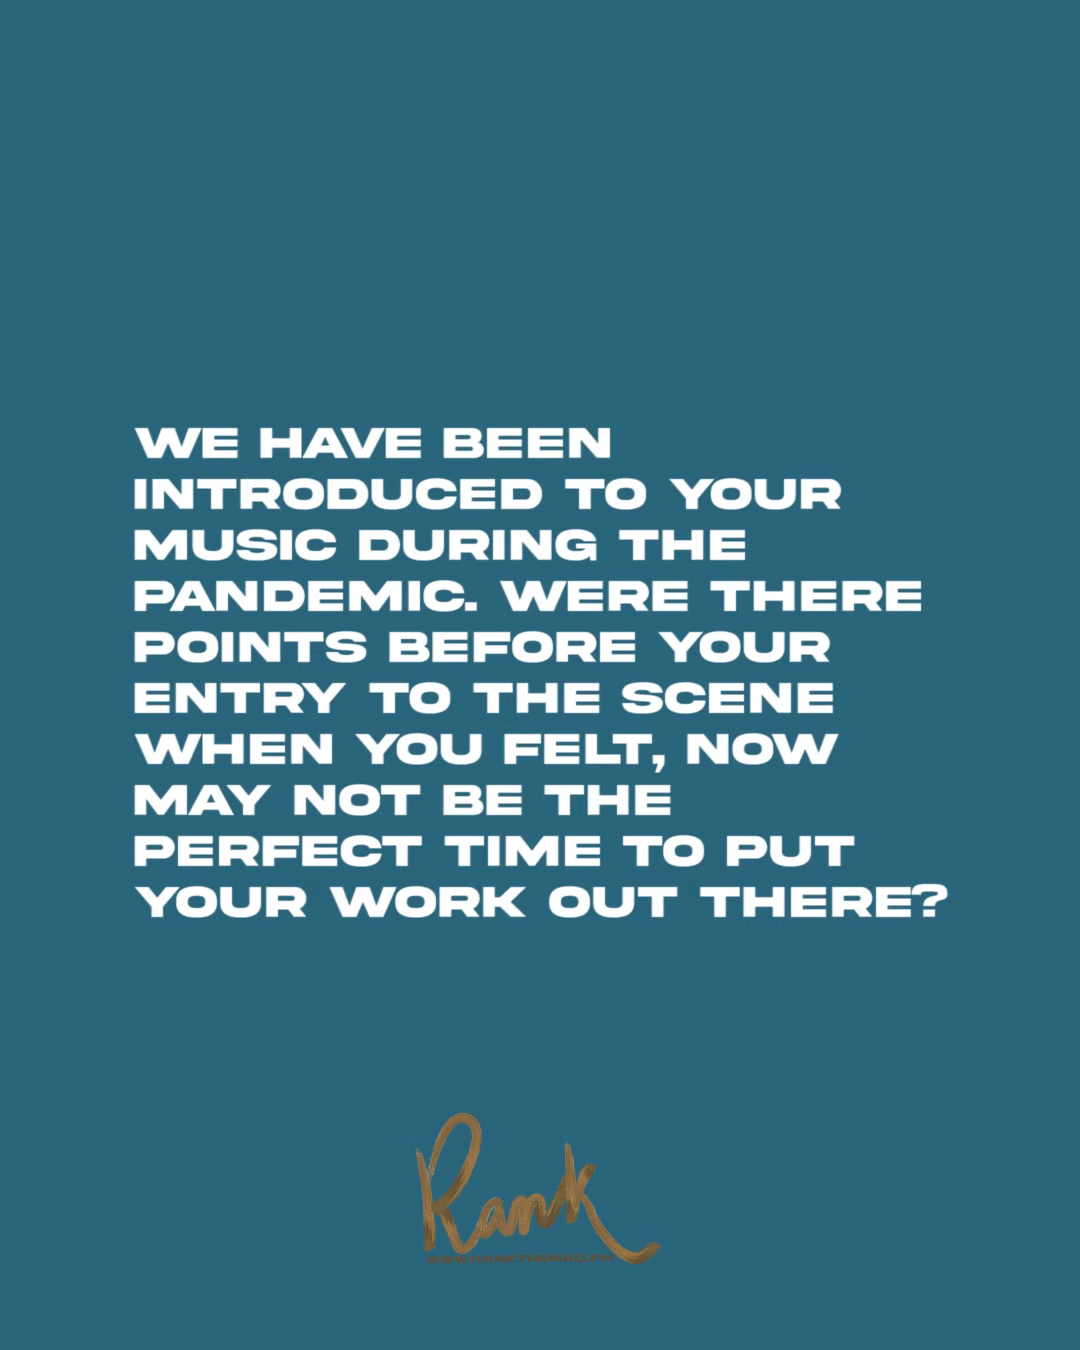 WE HAVE BEEN
INTRODUCED TO YOUR
MUSIC DURING THE
PANDEMIC. WERE THERE
POINTS BEFORE YOUR
ENTRY TO THE SCENE
WHEN YOU FELT, NOW
MAY NOT BE THE
PERFECT TIME TO PUT
YOUR WORK OUT THERE?
Rank